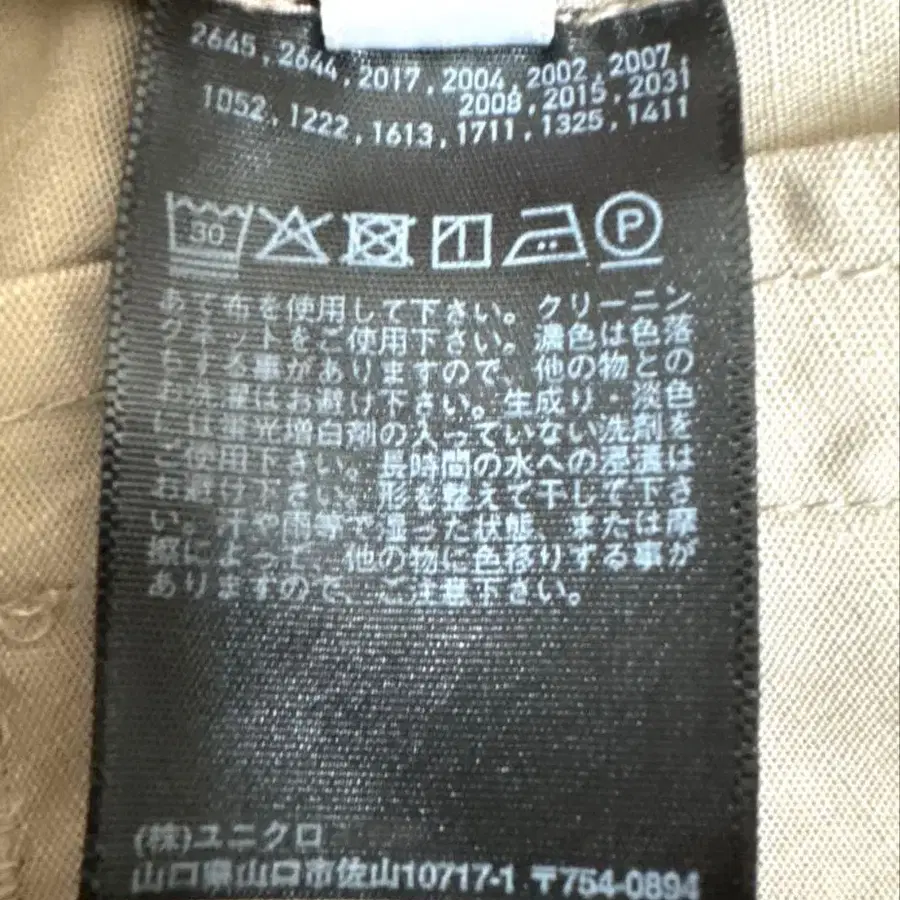 2645, 2644, 2017, 2004, 2002, 2007,
2008, 2015, 2031
1052, 1222, 1613, 1711, 1325, 1411
30
P
あて布を使用して下さい。クリーニン
グネットをご使用下さい。濃色は色落
ちする事がありますので、他の物との
お洗濯はお避け下さい。生成り・淡色
は蛍光増白剤の入っていない洗剤を
ご使用下さい。長時間の水への浸漬は
お避け下さい。形を整えて干して下さ
い。汗や雨等で湿った状態、または摩
擦によって、他の物に色移りする事が
ありますので、ご注意下さい。
(株)ユニクロ
山口県山口市佐山10717-1 〒754-0894